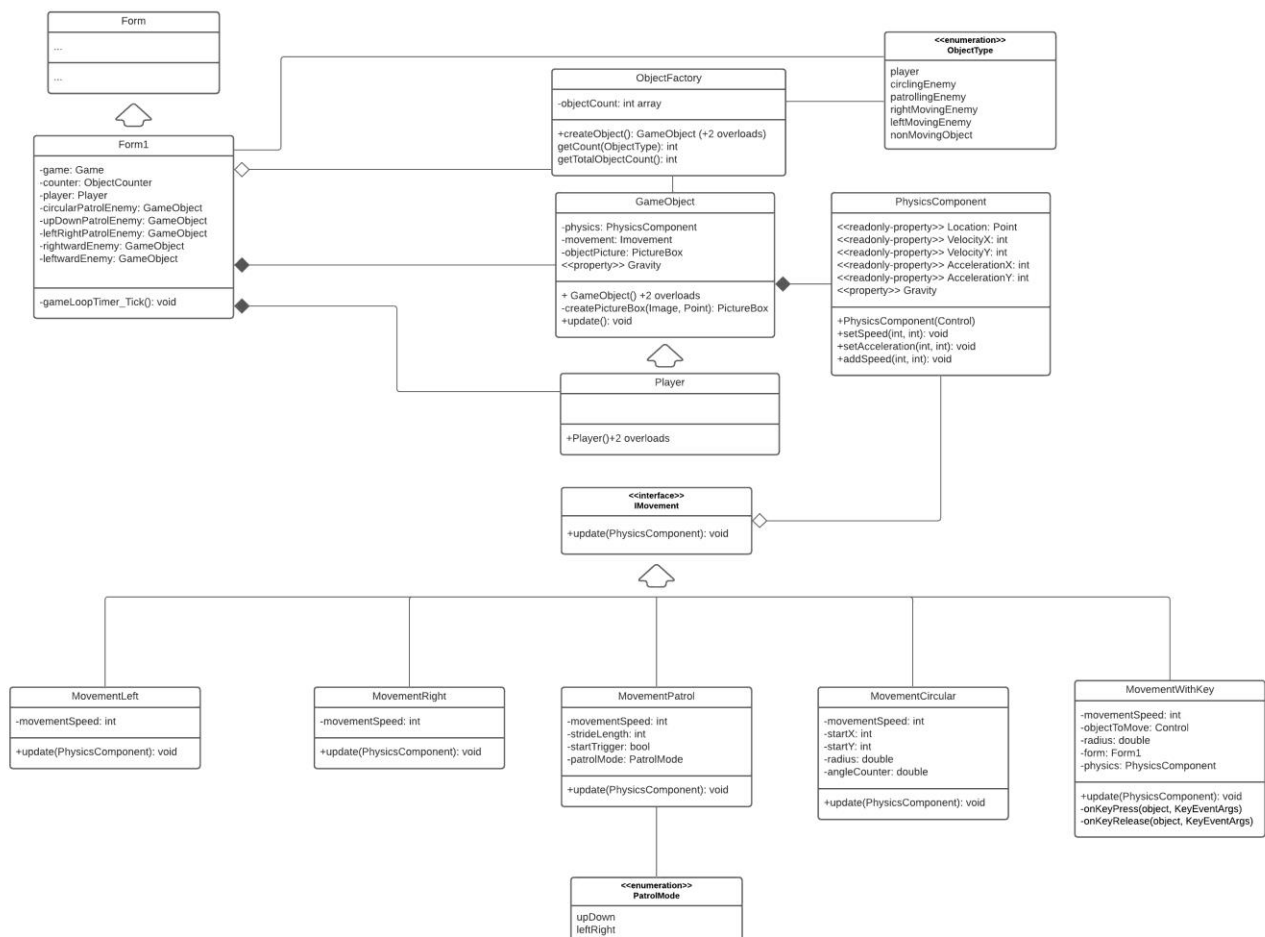 Form
...
...
Form1
-game: Game
-counter: ObjectCounter
-player: Player
-circularPatrolEnemy: GameObject
-upDownPatrolEnemy: GameObject
-leftRightPatrolEnemy: GameObject
-rightwardEnemy: GameObject
-leftwardEnemy: GameObject
-gameLoopTimer_Tick(): void
ObjectFactory
-objectCount: int array
+createObject(): GameObject (+2 overloads)
getCount(ObjectType): int
getTotalObjectCount(): int
<<enumeration>>
ObjectType
player
circlingEnemy
patrollingEnemy
rightMovingEnemy
leftMovingEnemy
nonMovingObject
GameObject
-physics: PhysicsComponent
-movement: Imovement
-objectPicture: PictureBox
<<property>> Gravity
+ GameObject() +2 overloads
-createPictureBox(Image, Point): PictureBox
+update(): void
PhysicsComponent
<<readonly-property>> Location: Point
<<readonly-property>> VelocityX: int
<<readonly-property>> VelocityY: int
<<readonly-property>> AccelerationX: int
<<readonly-property>> AccelerationY: int
<<property>> Gravity
+PhysicsComponent(Control)
+setSpeed(int, int): void
+setAcceleration(int, int): void
+addSpeed(int, int): void
Player
+Player()+2 overloads
<<interface>>
IMovement
+update(PhysicsComponent): void
MovementLeft
-movementSpeed: int
+update(PhysicsComponent): void
MovementRight
-movementSpeed: int
+update(PhysicsComponent): void
MovementPatrol
-movementSpeed: int
-strideLength: int
-startTrigger: bool
-patrolMode: PatrolMode
+update(PhysicsComponent): void
MovementCircular
-movementSpeed: int
-startX: int
-startY: int
-radius: double
-angleCounter: double
+update(PhysicsComponent): void
MovementWithKey
-movementSpeed: int
-objectToMove: Control
-radius: double
-form: Form1
-physics: PhysicsComponent
+update(PhysicsComponent): void
-onKeyPress(object, KeyEventArgs)
-onKeyRelease(object, KeyEventArgs)
<<enumeration>>
PatrolMode
upDown
leftRight